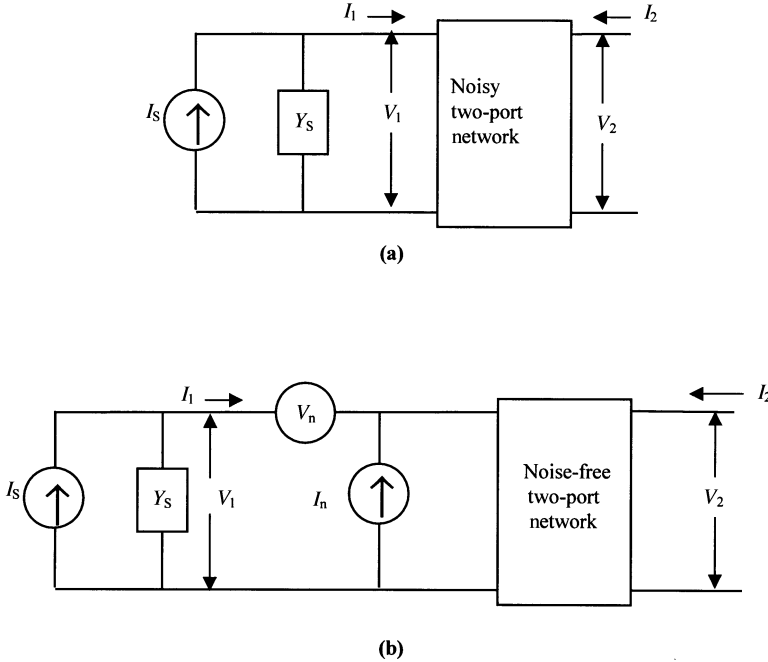 I₁
I₂
Iₛ
Yₛ
V₁
Noisy
two-port
network
V₂
(a)
I₁
Vₙ
I₂
Iₛ
Yₛ
V₁
Iₙ
Noise-free
two-port
network
V₂
(b)